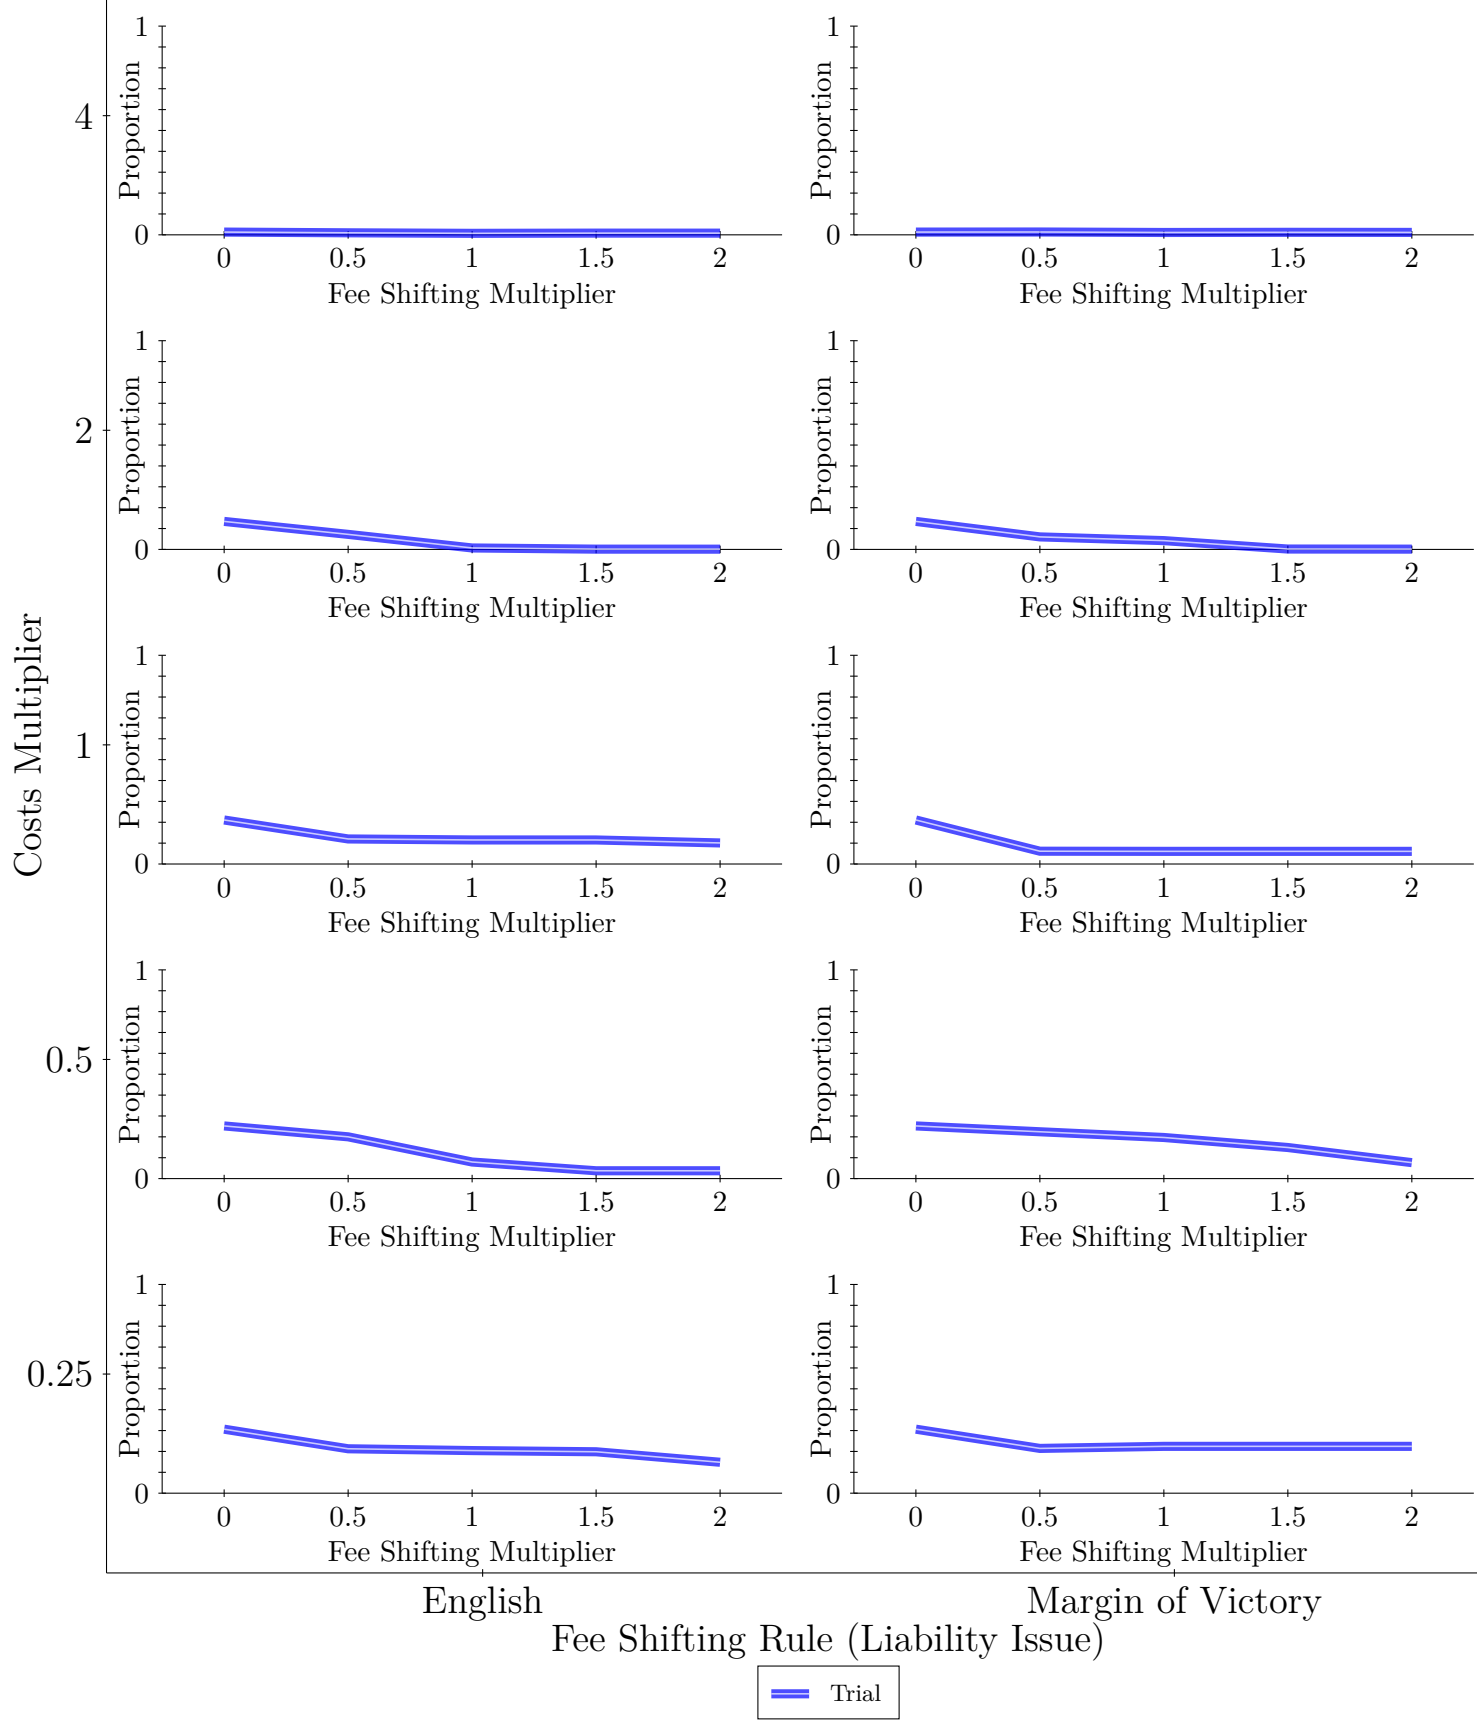 Costs Multiplier
4
1
Proportion
0
0 0.5 1 1.5 2
Fee Shifting Multiplier
1
Proportion
0
0 0.5 1 1.5 2
Fee Shifting Multiplier
2
1
Proportion
0
0 0.5 1 1.5 2
Fee Shifting Multiplier
1
Proportion
0
0 0.5 1 1.5 2
Fee Shifting Multiplier
1
1
Proportion
0
0 0.5 1 1.5 2
Fee Shifting Multiplier
1
Proportion
0
0 0.5 1 1.5 2
Fee Shifting Multiplier
0.5
1
Proportion
0
0 0.5 1 1.5 2
Fee Shifting Multiplier
1
Proportion
0
0 0.5 1 1.5 2
Fee Shifting Multiplier
0.25
1
Proportion
0
0 0.5 1 1.5 2
Fee Shifting Multiplier
1
Proportion
0
0 0.5 1 1.5 2
Fee Shifting Multiplier
English
Margin of Victory
Fee Shifting Rule (Liability Issue)
Trial